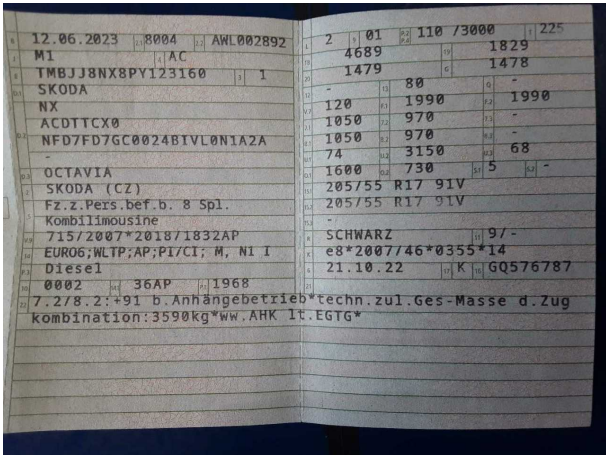 12.06.2023 8004 AWL002892
M1 AC
TMBJJ8NX8PY123160 1
SKODA
NX
ACDTTCX0
NFD7FD7GC0024BIVL0N1A2A
-
OCTAVIA
SKODA (CZ)
Fz.z.Pers.bef.b. 8 Spl.
Kombilimousine
715/2007*2018/1832AP
EURO6;WLTP;AP;PI/CI; M, N1 I
Diesel
0002 36AP 1968
2 01 110 /3000 225
4689 1829
1479 1478
- 80 -
120 1990 1990
1050 970 -
1050 970 -
74 3150 68
1600 730 5 -
205/55 R17 91V
205/55 R17 91V
-
SCHWARZ 9/-
e8*2007/46*0355*14
21.10.22 K GQ576787
7.2/8.2:+91 b.Anhängebetrieb*techn.zul.Ges-Masse d.Zug
kombination:3590kg*ww.AHK lt.EGTG*